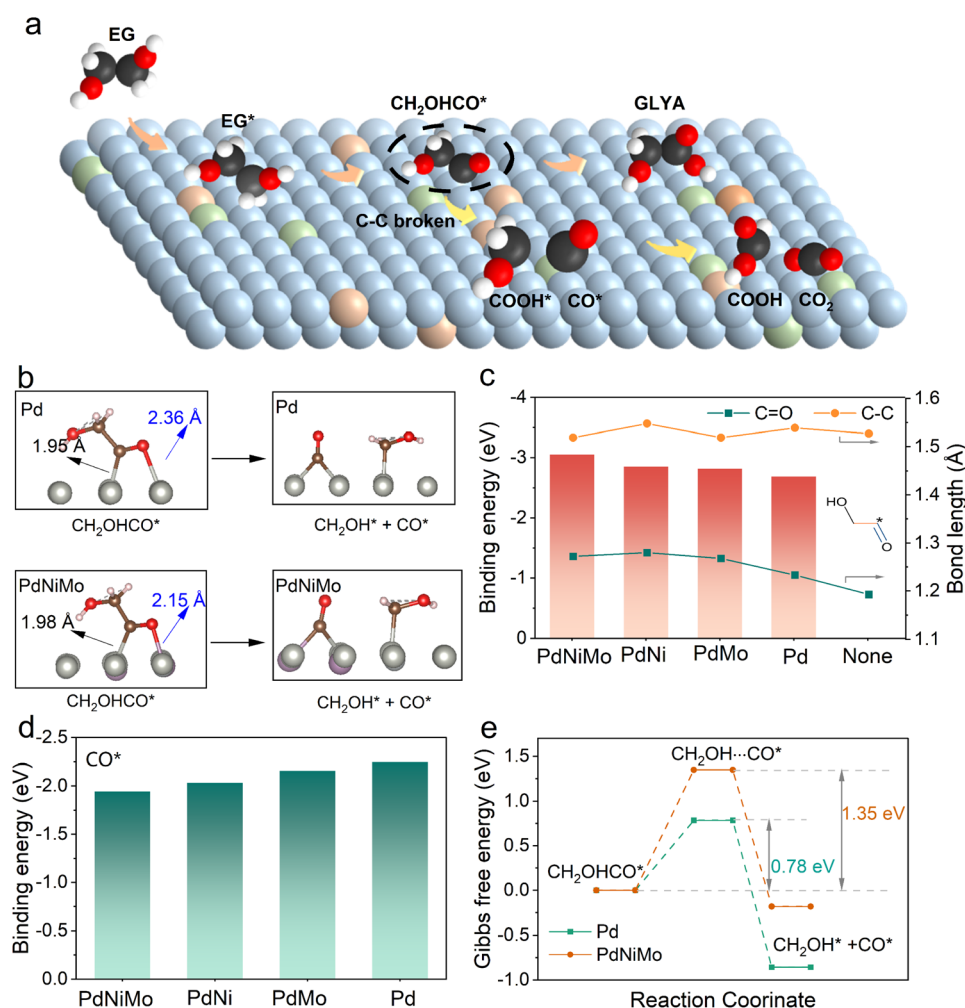 a
EG
EG*
CH₂OHCO*
GLYA
C-C broken
COOH*
CO*
COOH
CO₂
b
Pd
2.36 Å
1.95 Å
CH₂OHCO*
Pd
CH₂OH* + CO*
PdNiMo
2.15 Å
1.98 Å
CH₂OHCO*
PdNiMo
CH₂OH* + CO*
c
C=O
C-C
Binding energy (eV)
-4
-3
-2
-1
0
Bond length (Å)
1.6
1.5
1.4
1.3
1.2
1.1
HO
*
O
PdNiMo
PdNi
PdMo
Pd
None
d
CO*
Binding energy (eV)
-2.5
-2.0
-1.5
-1.0
-0.5
0.0
PdNiMo
PdNi
PdMo
Pd
e
Gibbs free energy (eV)
1.5
1.0
0.5
0.0
-0.5
-1.0
CH₂OH···CO*
1.35 eV
0.78 eV
CH₂OHCO*
CH₂OH* +CO*
Pd
PdNiMo
Reaction Coorinate